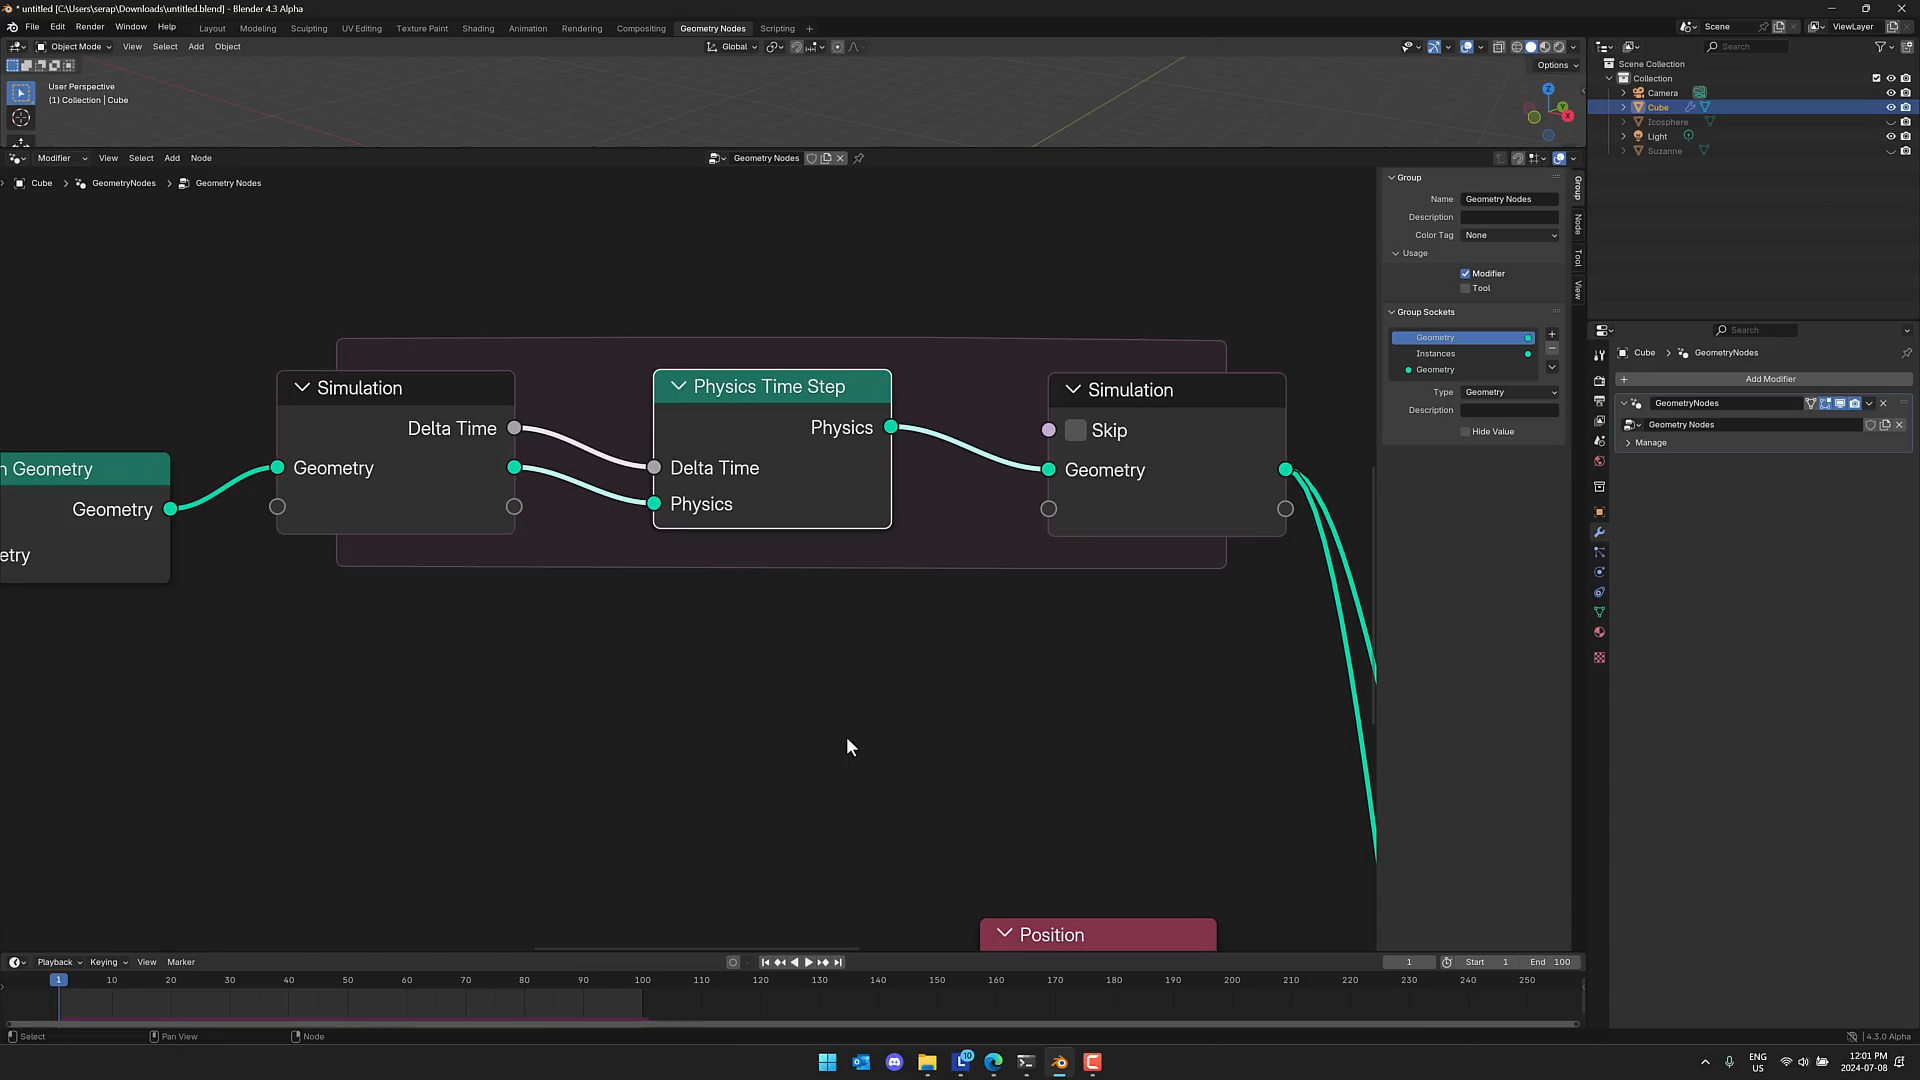 * untitled [C:\Users\serap\Downloads\untitled.blend] - Blender 4.3 Alpha
File Edit Render Window Help
Layout Modeling Sculpting UV Editing Texture Paint Shading Animation Rendering Compositing Geometry Nodes Scripting +
Scene
ViewLayer
Object Mode View Select Add Object
Global
Options
User Perspective
(1) Collection | Cube
Z
Y
X
Search
Scene Collection
Collection
Camera
Cube
Icosphere
Light
Suzanne
Modifier View Select Add Node
Geometry Nodes
Cube > GeometryNodes > Geometry Nodes
n Geometry
Geometry
etry
Simulation
Delta Time
Geometry
Physics Time Step
Physics
Delta Time
Physics
Simulation
Skip
Geometry
Position
Group
Name Geometry Nodes
Description
Color Tag None
Usage
Modifier
Tool
Group Sockets
Geometry
Instances
Geometry
Type Geometry
Description
Hide Value
Group
Node
Tool
View
Search
Cube > GeometryNodes
+ Add Modifier
GeometryNodes
Geometry Nodes
Manage
Playback Keying View Marker
1 Start 1 End 100
1 10 20 30 40 50 60 70 80 90 100 110 120 130 140 150 160 170 180 190 200 210 220 230 240 250
Select Pan View Node
4.3.0 Alpha
10
ENG
US
12:01 PM
2024-07-08